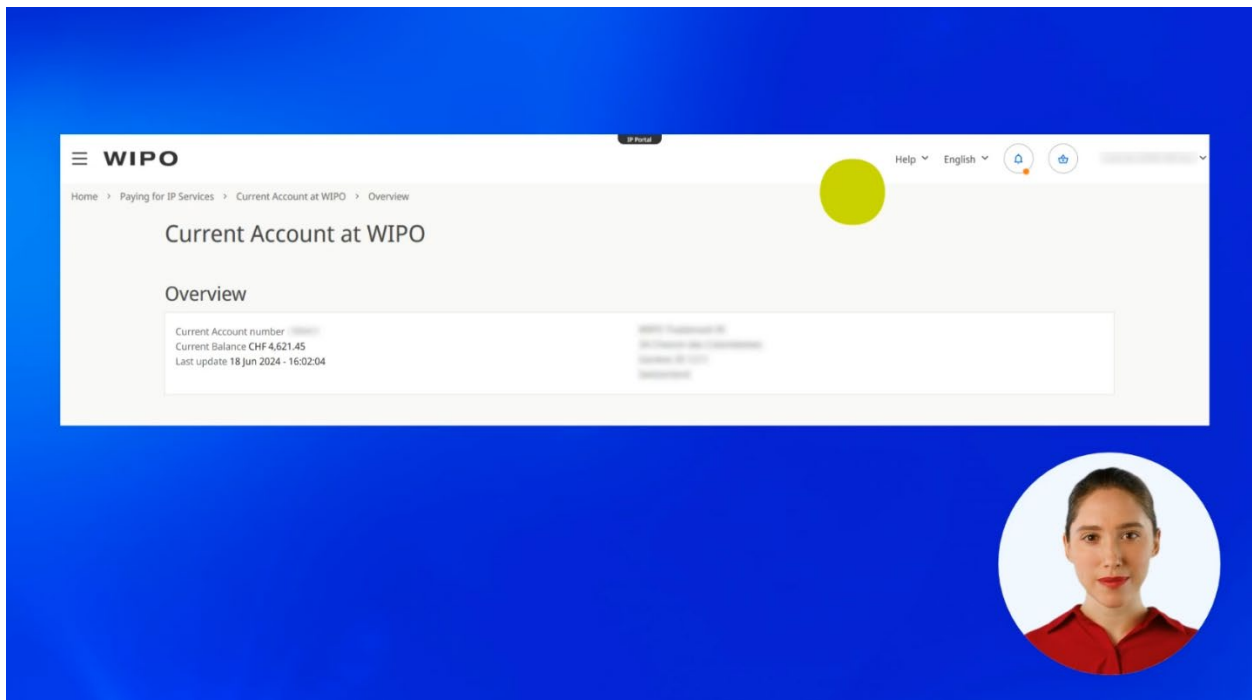 IP Portal
WIPO
Help English
Home > Paying for IP Services > Current Account at WIPO > Overview
Current Account at WIPO
Overview
Current Account number
Current Balance CHF 4,621.45
Last update 18 Jun 2024 - 16:02:04